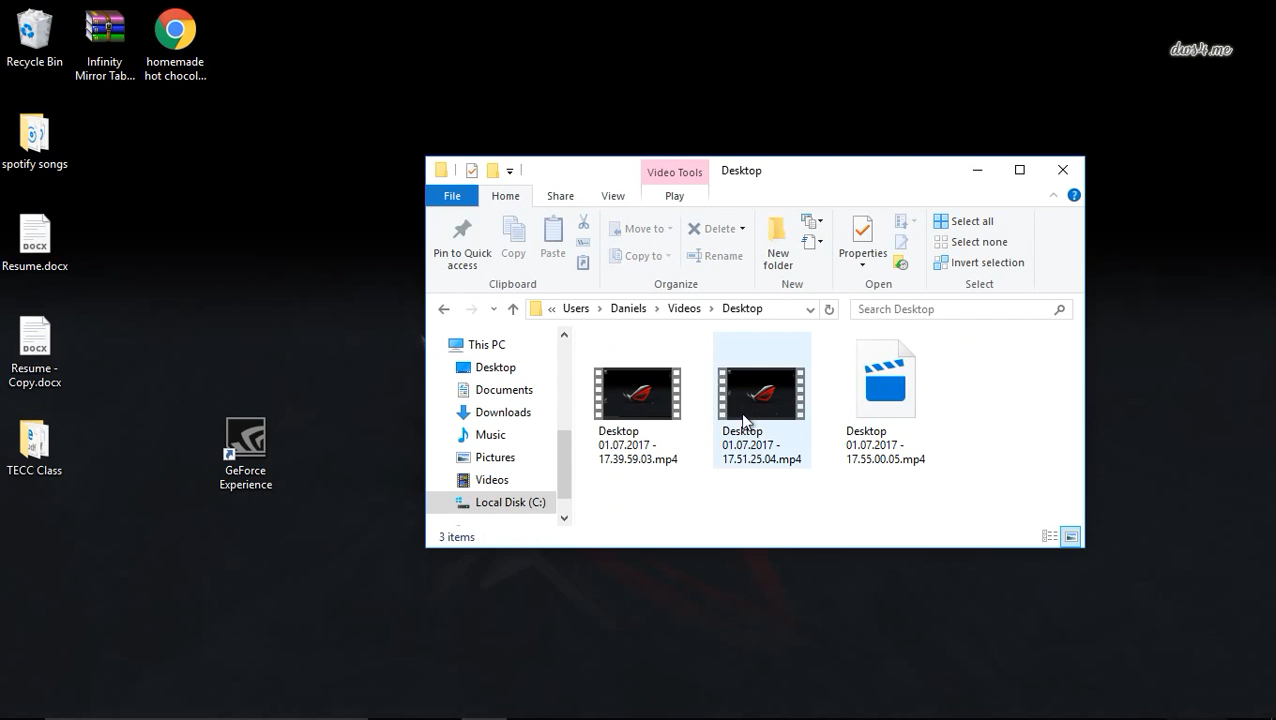 Recycle Bin
Infinity
Mirror Tab...
homemade
hot chocol...
dws4.me
spotify songs
Resume.docx
Resume -
Copy.docx
TECC Class
GeForce
Experience
Video Tools
Desktop
File
Home
Share
View
Play
Pin to Quick
access
Copy
Paste
Move to
Copy to
Delete
Rename
New
folder
Properties
Select all
Select none
Invert selection
Clipboard
Organize
New
Open
Select
« Users > Daniels > Videos > Desktop
Search Desktop
This PC
Desktop
Documents
Downloads
Music
Pictures
Videos
Local Disk (C:)
Desktop
01.07.2017 -
17.39.59.03.mp4
Desktop
01.07.2017 -
17.51.25.04.mp4
Desktop
01.07.2017 -
17.55.00.05.mp4
3 items
DOCX
DOCX